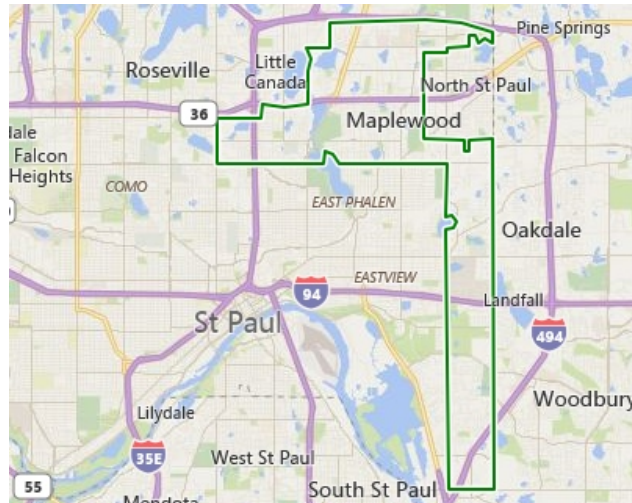 Pine Springs
Little
Canada
Roseville
North St Paul
36
Maplewood
Falcon
Heights
COMO
EAST PHALEN
Oakdale
EASTVIEW
94
Landfall
St Paul
494
Woodbury
Lilydale
35E
West St Paul
55
South St Paul